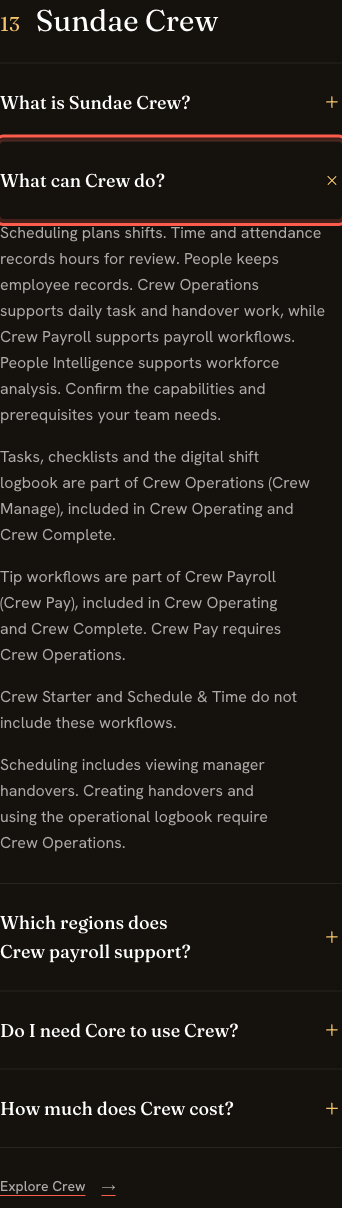 13 Sundae Crew
What is Sundae Crew? +
What can Crew do? ×
Scheduling plans shifts. Time and attendance
records hours for review. People keeps
employee records. Crew Operations
supports daily task and handover work, while
Crew Payroll supports payroll workflows.
People Intelligence supports workforce
analysis. Confirm the capabilities and
prerequisites your team needs.
Tasks, checklists and the digital shift
logbook are part of Crew Operations (Crew
Manage), included in Crew Operating and
Crew Complete.
Tip workflows are part of Crew Payroll
(Crew Pay), included in Crew Operating
and Crew Complete. Crew Pay requires
Crew Operations.
Crew Starter and Schedule & Time do not
include these workflows.
Scheduling includes viewing manager
handovers. Creating handovers and
using the operational logbook require
Crew Operations.
Which regions does
Crew payroll support? +
Do I need Core to use Crew? +
How much does Crew cost? +
Explore Crew →